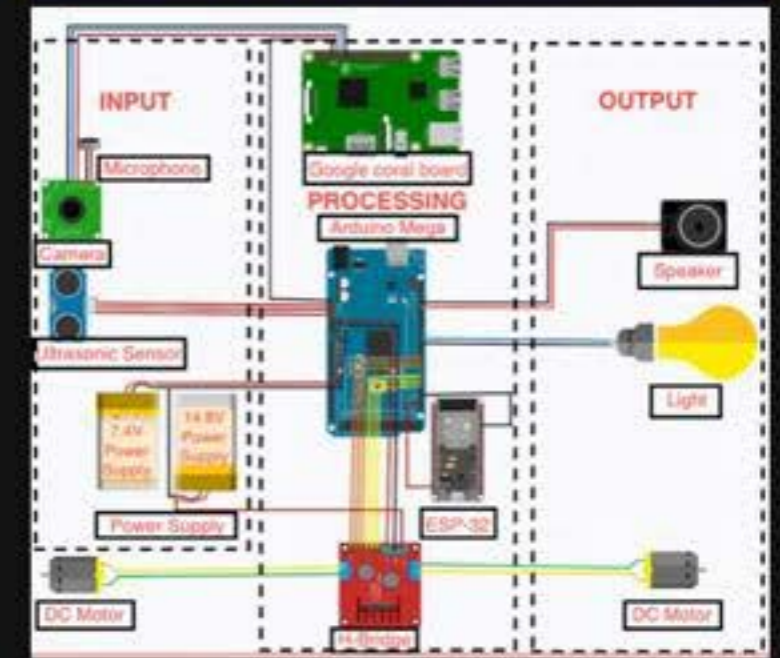 INPUT
OUTPUT
Microphone
Google coral board
PROCESSING
Arduino Mega
Camera
Speaker
Ultrasonic Sensor
Light
7.4V
Power
Supply
14.8V
Power
Supply
Power Supply
ESP-32
DC Motor
DC Motor
H-Bridge